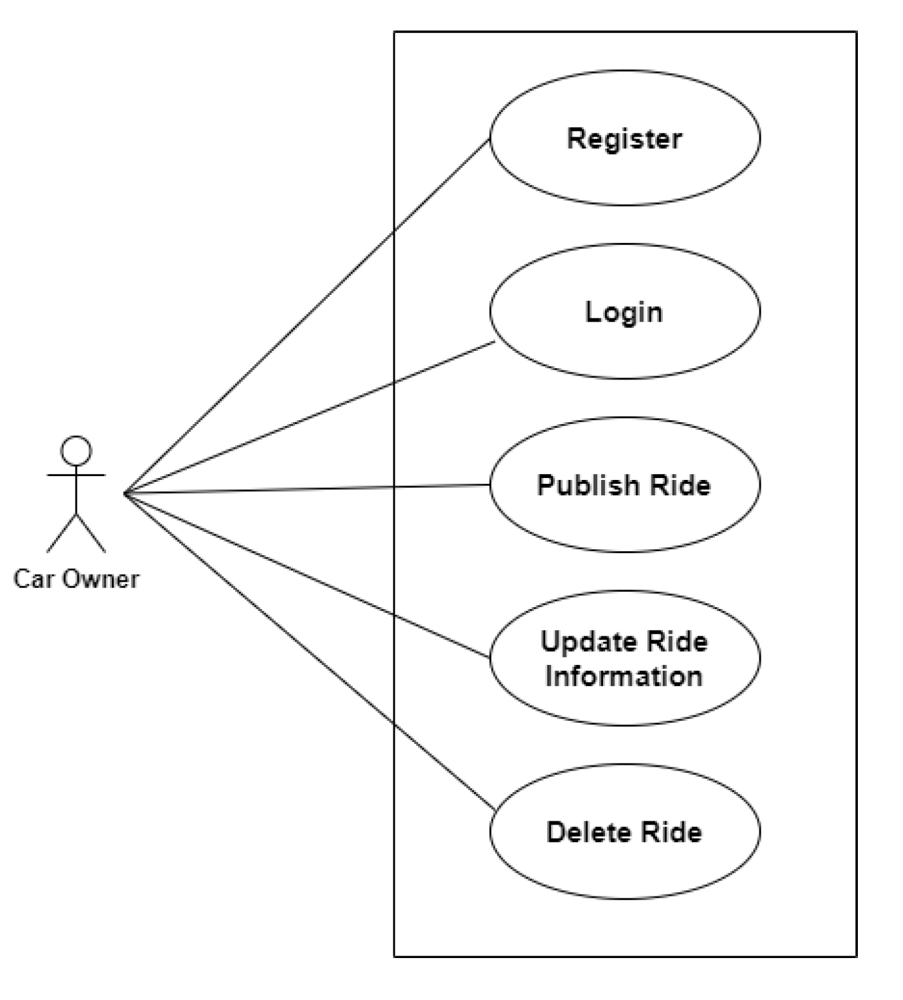 Register
Login
Publish Ride
Car Owner
Update Ride
Information
Delete Ride